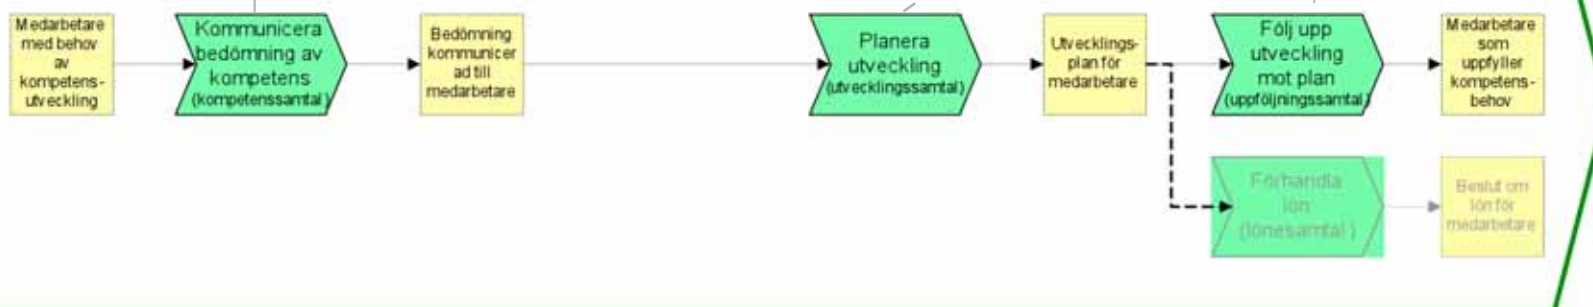 Medarbetare
med behov
av
kompetens-
utveckling
Kommunicera
bedömning av
kompetens
(kompetenssamtal)
Bedömning
kommunicer
ad till
medarbetare
Planera
utveckling
(utvecklingssamtal)
Utvecklings-
plan för
medarbetare
Följ upp
utveckling
mot plan
(uppföljningssamtal)
Medarbetare
som
uppfyller
kompetens-
behov
Förhandla
lön
(lönesamtal)
Beslut om
lön för
medarbetare